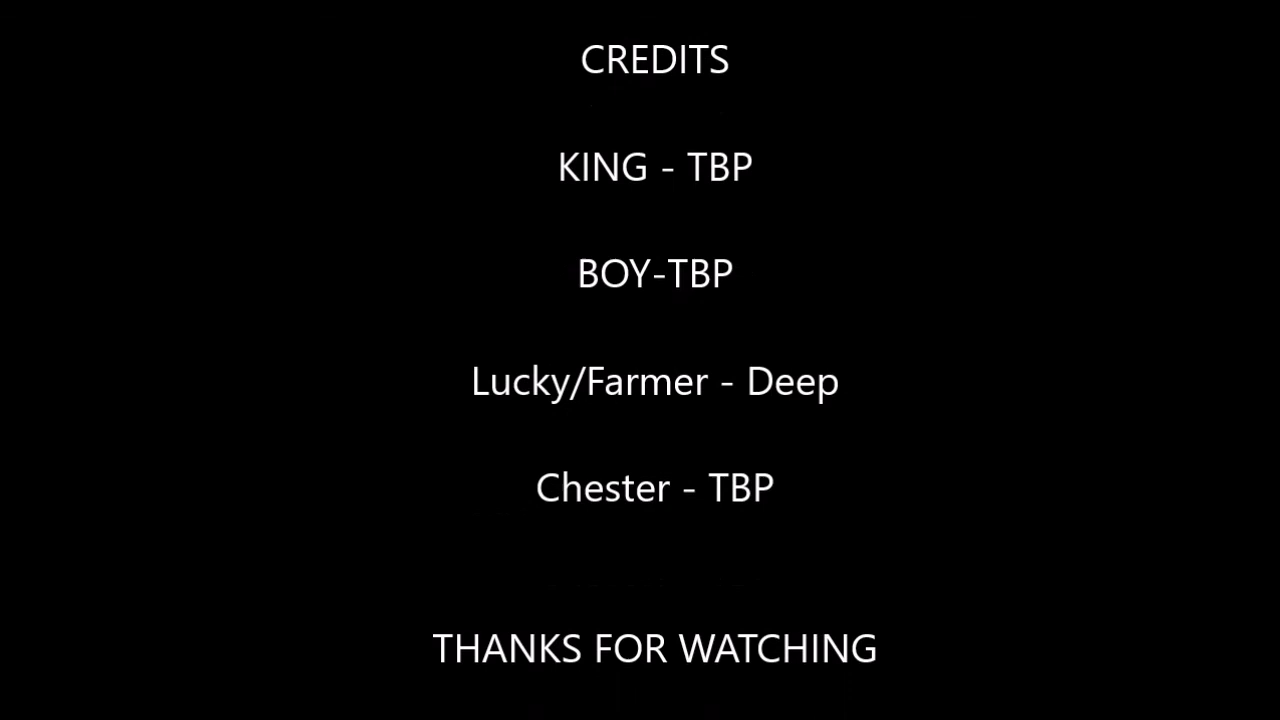 CREDITS
KING - TBP
BOY-TBP
Lucky/Farmer - Deep
Chester - TBP
THANKS FOR WATCHING